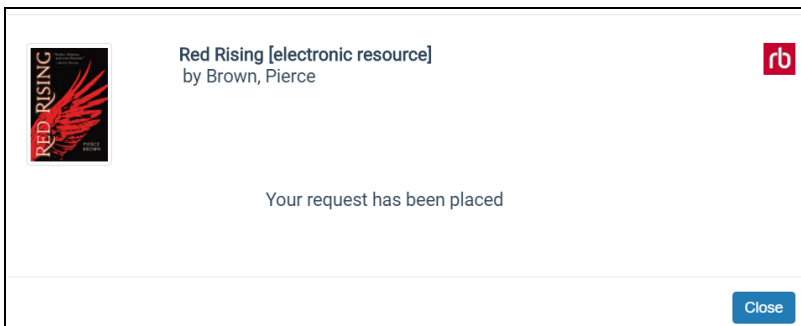 Red Rising [electronic resource]
by Brown, Pierce
rb
RED RISING
PIERCE
BROWN
Your request has been placed
Close